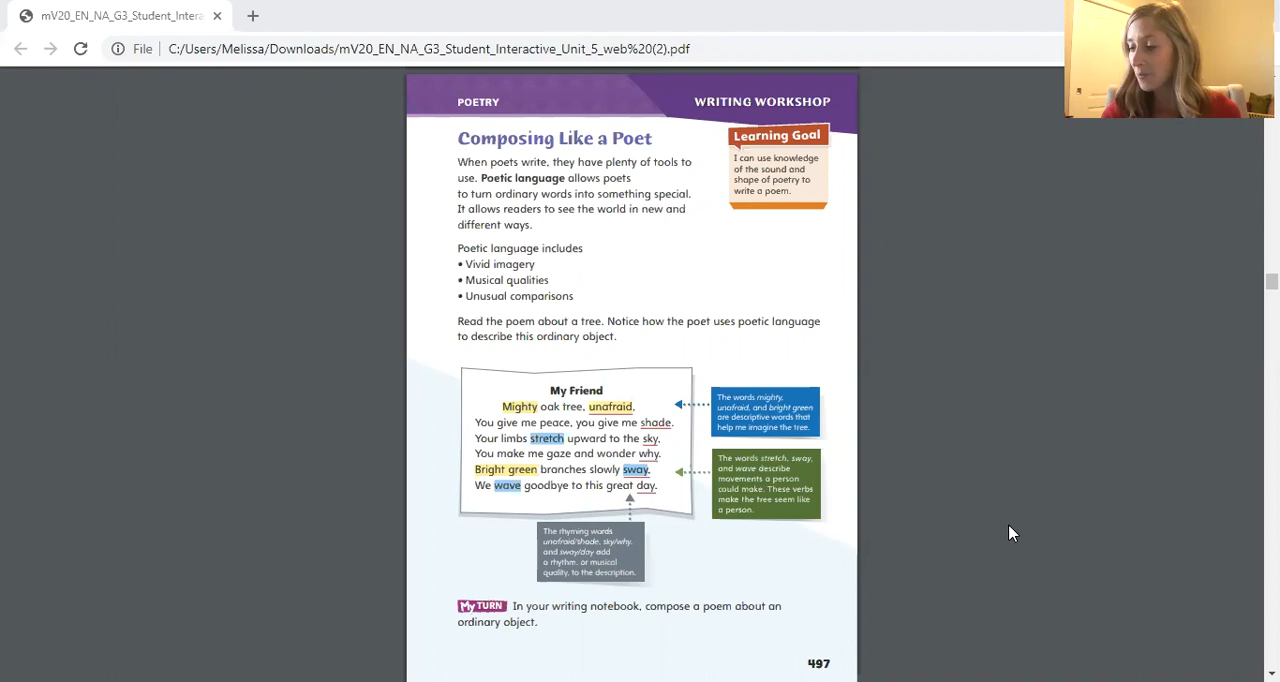 mV20_EN_NA_G3_Student_Intera
File
C:/Users/Melissa/Downloads/mV20_EN_NA_G3_Student_Interactive_Unit_5_web%20(2).pdf
POETRY
WRITING WORKSHOP
Composing Like a Poet
When poets write, they have plenty of tools to
use. Poetic language allows poets
to turn ordinary words into something special.
It allows readers to see the world in new and
different ways.
Learning Goal
I can use knowledge
of the sound and
shape of poetry to
write a poem.
Poetic language includes
• Vivid imagery
• Musical qualities
• Unusual comparisons
Read the poem about a tree. Notice how the poet uses poetic language
to describe this ordinary object.
My Friend
Mighty oak tree, unafraid,
You give me peace, you give me shade.
Your limbs stretch upward to the sky,
You make me gaze and wonder why.
Bright green branches slowly sway.
We wave goodbye to this great day.
The words mighty,
unafraid, and bright green
are descriptive words that
help me imagine the tree.
The words stretch, sway,
and wave describe
movements a person
could make. These verbs
make the tree seem like
a person.
The rhyming words
unafraid/shade, sky/why,
and sway/day add
a rhythm, or musical
quality, to the description.
My TURN In your writing notebook, compose a poem about an
ordinary object.
497